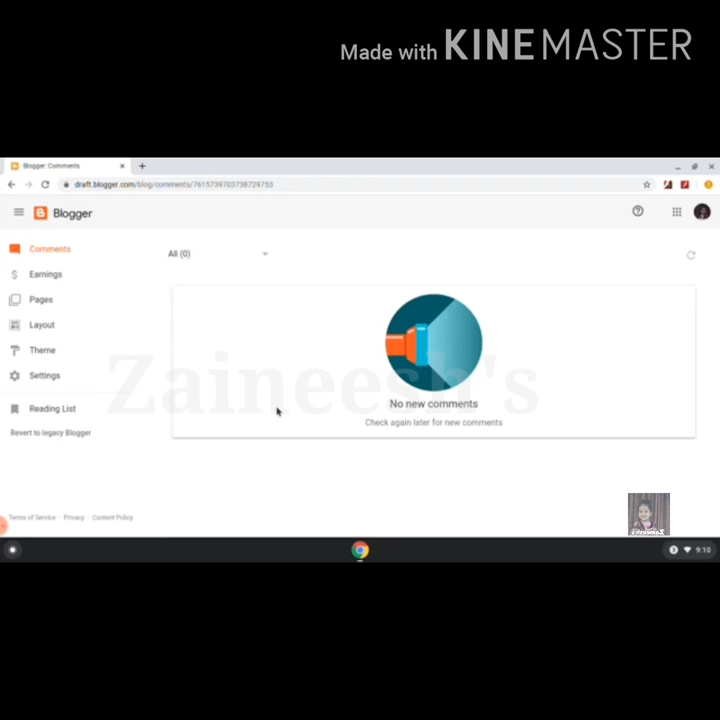 Made with KINEMASTER
Blogger: Comments
draft.blogger.com/blog/comments/7615739703738729753
Blogger
Comments
All (0)
Earnings
Pages
Layout
Theme
Settings
Zaineesh's
No new comments
Check again later for new comments
Reading List
Revert to legacy Blogger
Terms of Service · Privacy · Content Policy
Zaineesh's
9:10